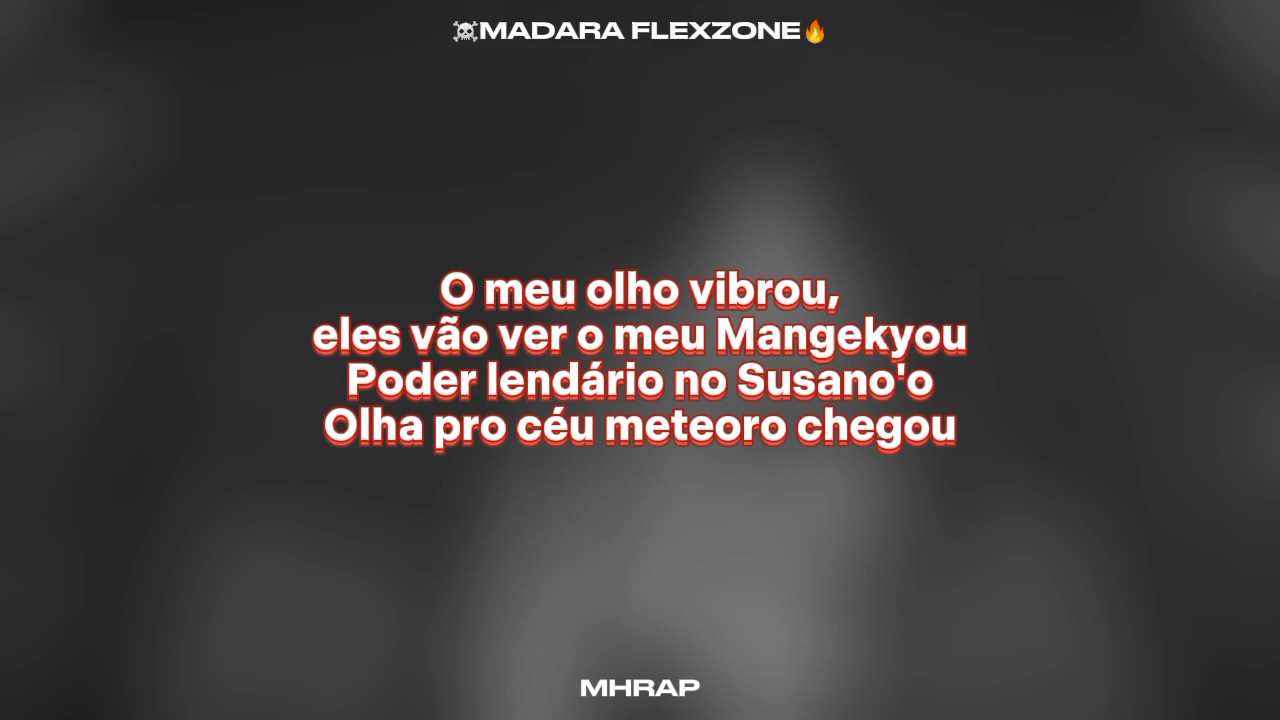 ☠️MADARA FLEXZONE🔥
O meu olho vibrou,
eles vão ver o meu Mangekyou
Poder lendário no Susano'o
Olha pro céu meteoro chegou
MHRAP